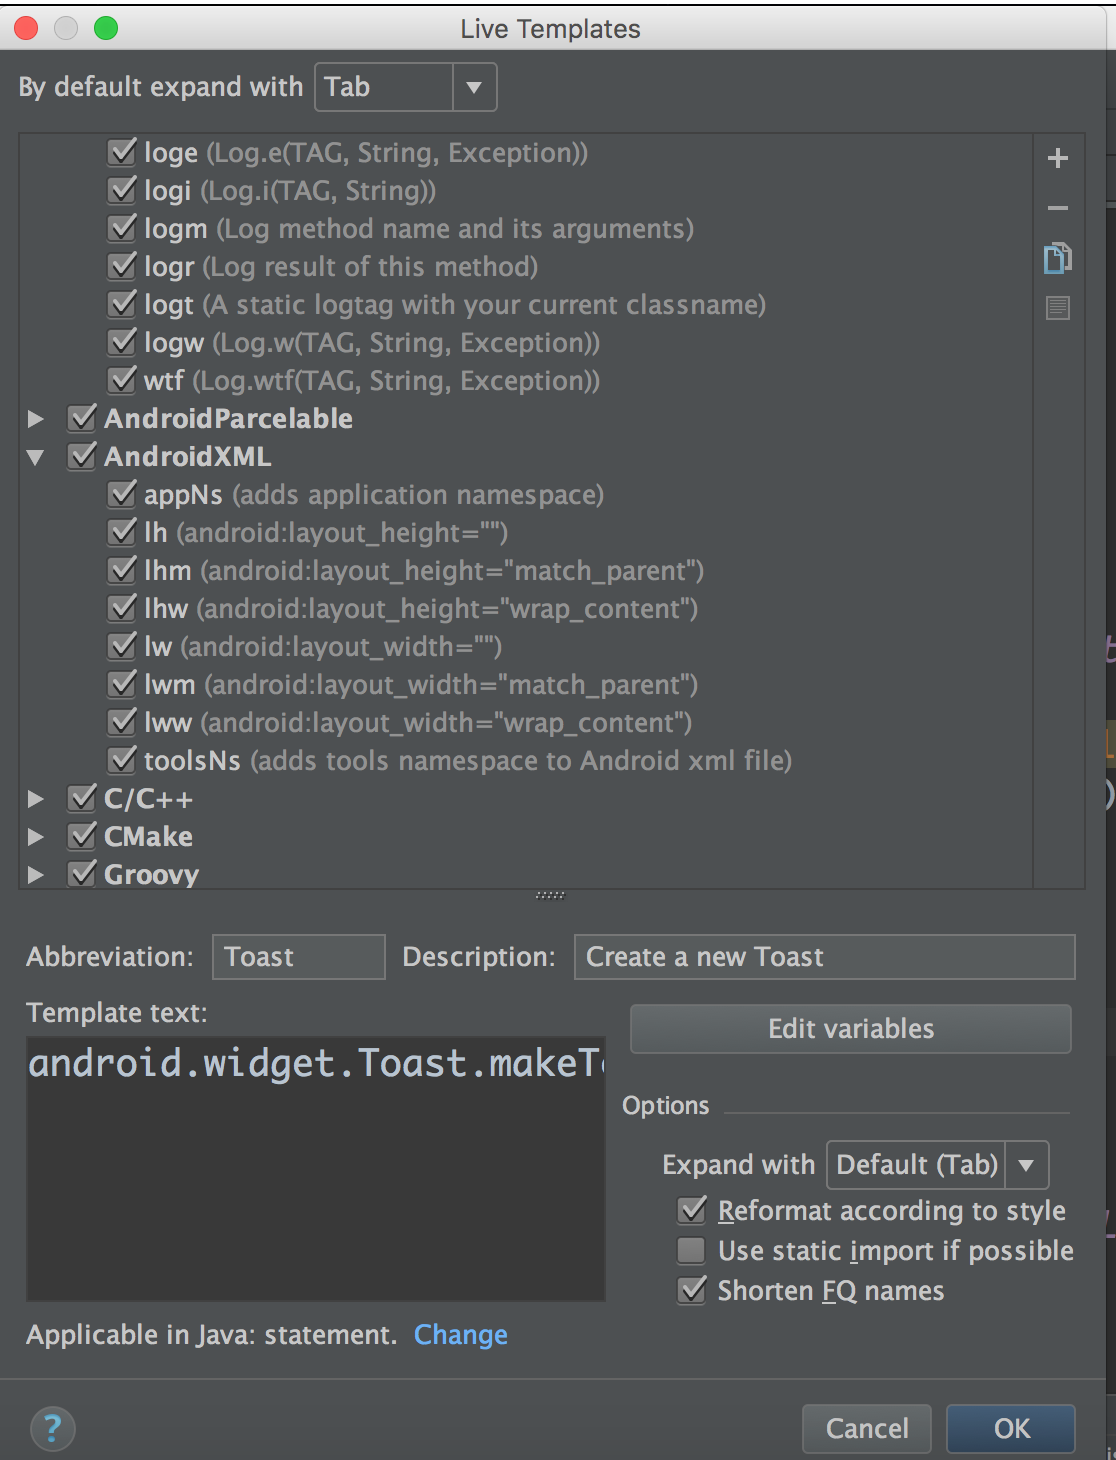 Live Templates
By default expand with Tab
loge (Log.e(TAG, String, Exception))
logi (Log.i(TAG, String))
logm (Log method name and its arguments)
logr (Log result of this method)
logt (A static logtag with your current classname)
logw (Log.w(TAG, String, Exception))
wtf (Log.wtf(TAG, String, Exception))
AndroidParcelable
AndroidXML
appNs (adds application namespace)
lh (android:layout_height="")
lhm (android:layout_height="match_parent")
lhw (android:layout_height="wrap_content")
lw (android:layout_width="")
lwm (android:layout_width="match_parent")
lww (android:layout_width="wrap_content")
toolsNs (adds tools namespace to Android xml file)
C/C++
CMake
Groovy
Abbreviation: Toast Description: Create a new Toast
Template text:
Edit variables
android.widget.Toast.makeT
Options
Expand with Default (Tab)
Reformat according to style
Use static import if possible
Shorten FQ names
Applicable in Java: statement. Change
? Cancel OK